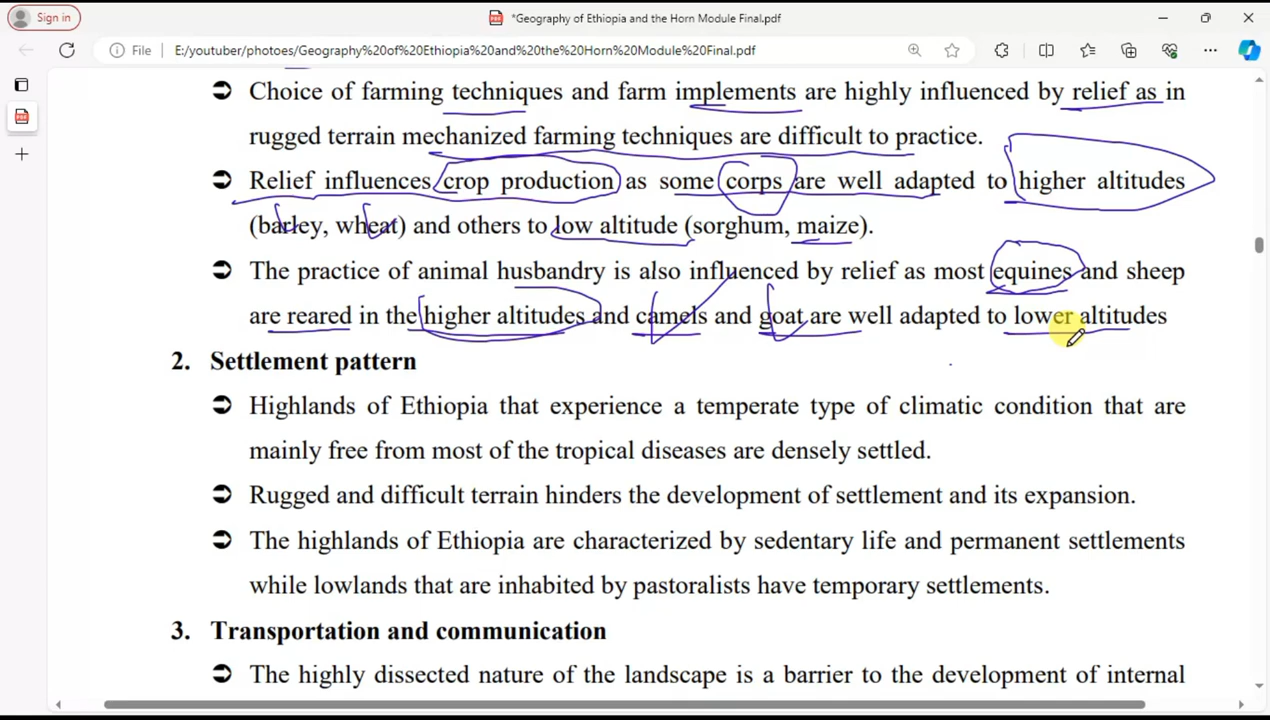 Sign in
*Geography of Ethiopia and the Horn Module Final.pdf
File
E:/youtuber/photoes/Geography%20of%20Ethiopia%20and%20the%20Horn%20Module%20Final.pdf
➲ Choice of farming techniques and farm implements are highly influenced by relief as in
rugged terrain mechanized farming techniques are difficult to practice.
➲ Relief influences crop production as some corps are well adapted to higher altitudes
(barley, wheat) and others to low altitude (sorghum, maize).
➲ The practice of animal husbandry is also influenced by relief as most equines and sheep
are reared in the higher altitudes and camels and goat are well adapted to lower altitudes
2. Settlement pattern
➲ Highlands of Ethiopia that experience a temperate type of climatic condition that are
mainly free from most of the tropical diseases are densely settled.
➲ Rugged and difficult terrain hinders the development of settlement and its expansion.
➲ The highlands of Ethiopia are characterized by sedentary life and permanent settlements
while lowlands that are inhabited by pastoralists have temporary settlements.
3. Transportation and communication
➲ The highly dissected nature of the landscape is a barrier to the development of internal